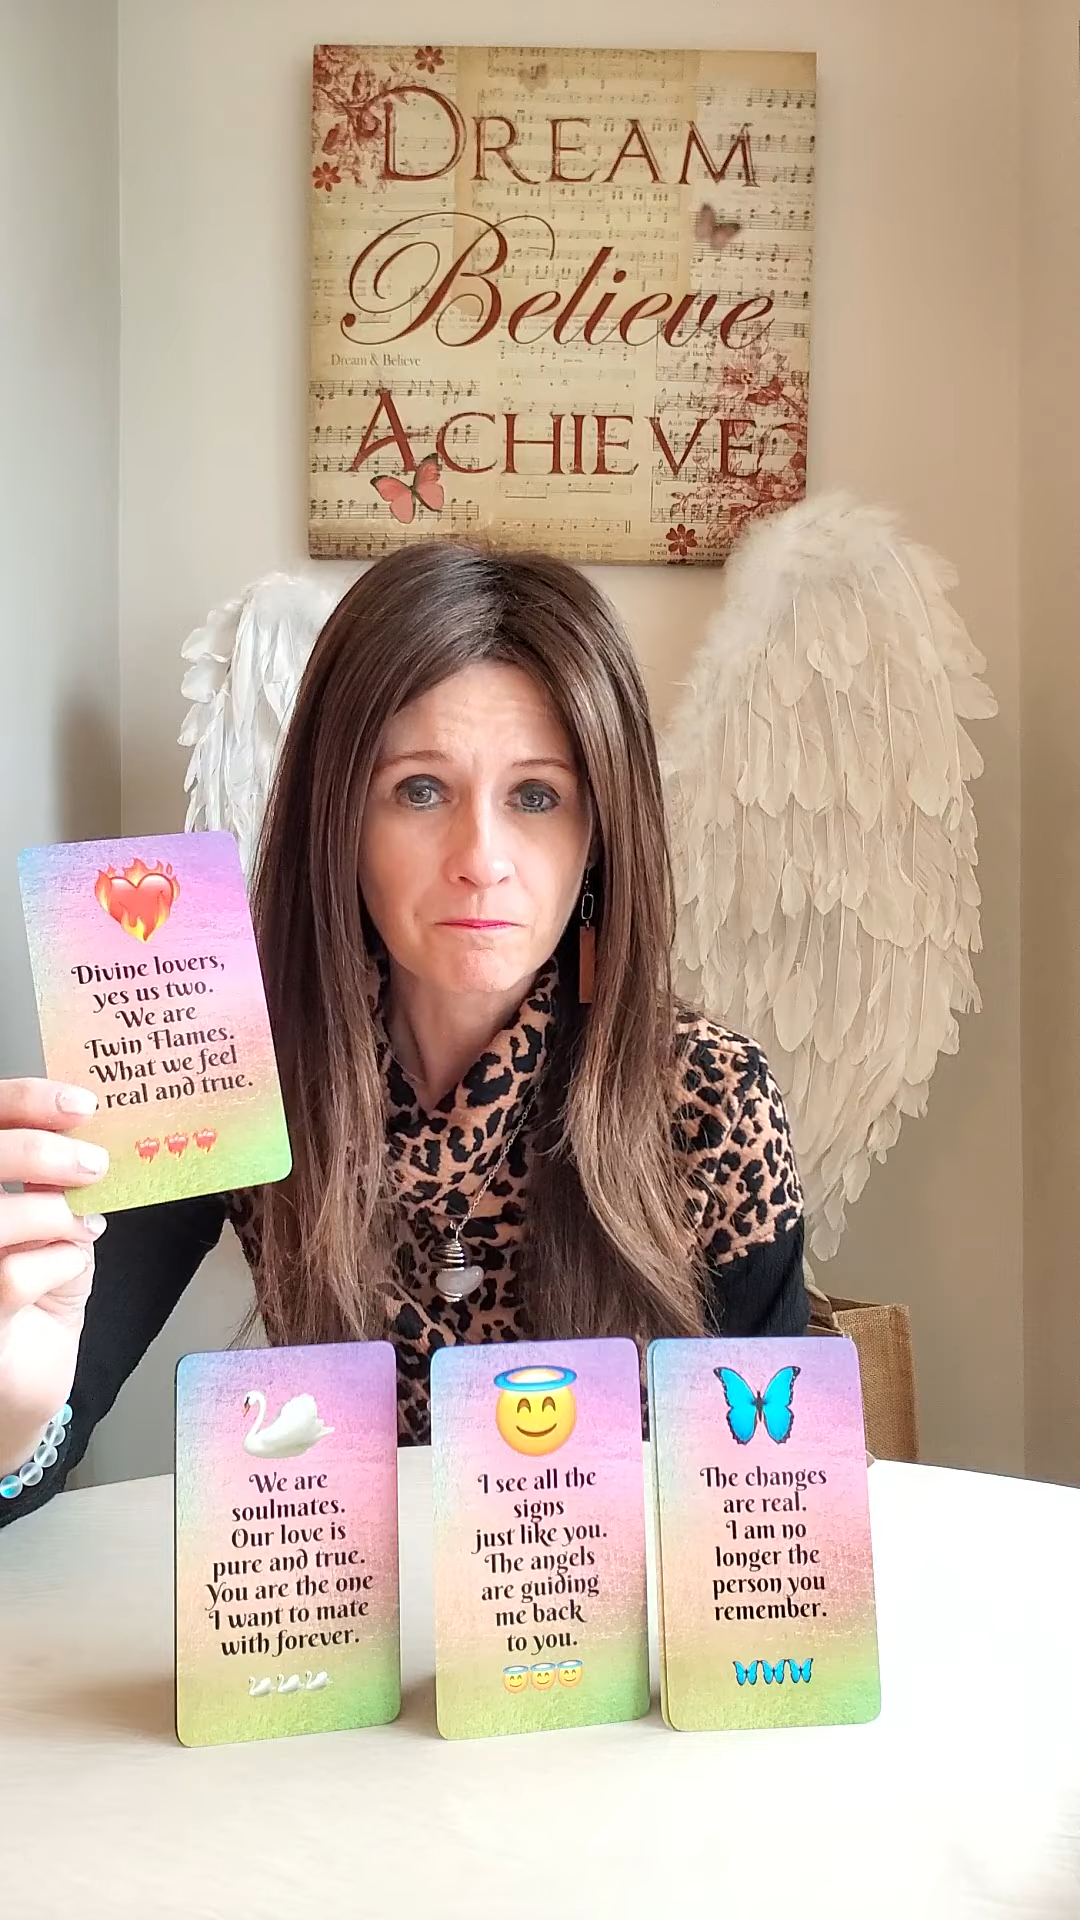 DREAM
Believe
Dream & Believe
ACHIEVE
Divine lovers,
yes us two.
We are
Twin Flames.
What we feel
real and true.
We are
soulmates.
Our love is
pure and true.
You are the one
I want to mate
with forever.
I see all the
signs
just like you.
The angels
are guiding
me back
to you.
The changes
are real.
I am no
longer the
person you
remember.